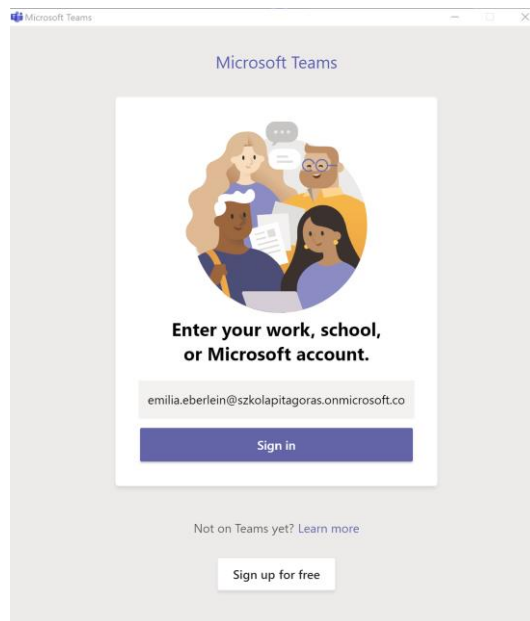 Microsoft Teams
Microsoft Teams
Enter your work, school,
or Microsoft account.
emilia.eberlein@szkolapitagoras.onmicrosoft.co
Sign in
Not on Teams yet? Learn more
Sign up for free